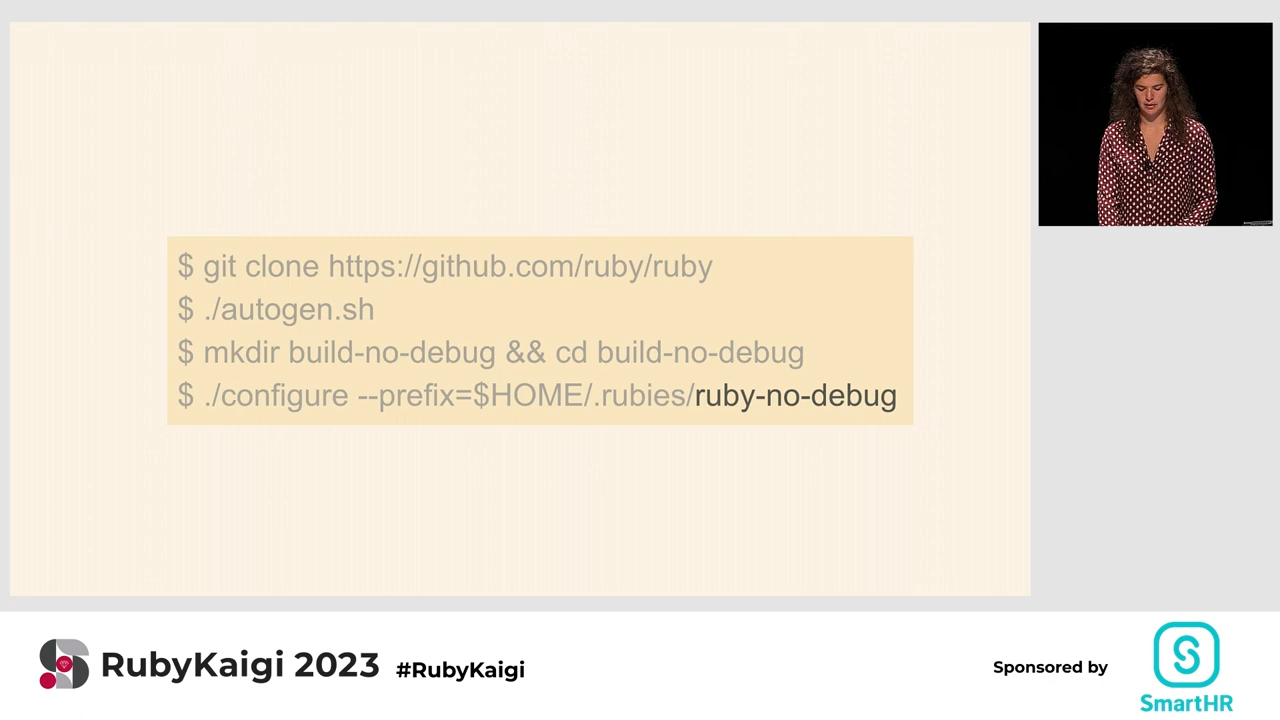 $ git clone https://github.com/ruby/ruby
$ ./autogen.sh
$ mkdir build-no-debug && cd build-no-debug
$ ./configure --prefix=$HOME/.rubies/ruby-no-debug
RubyKaigi 2023 #RubyKaigi
Sponsored by
S
SmartHR